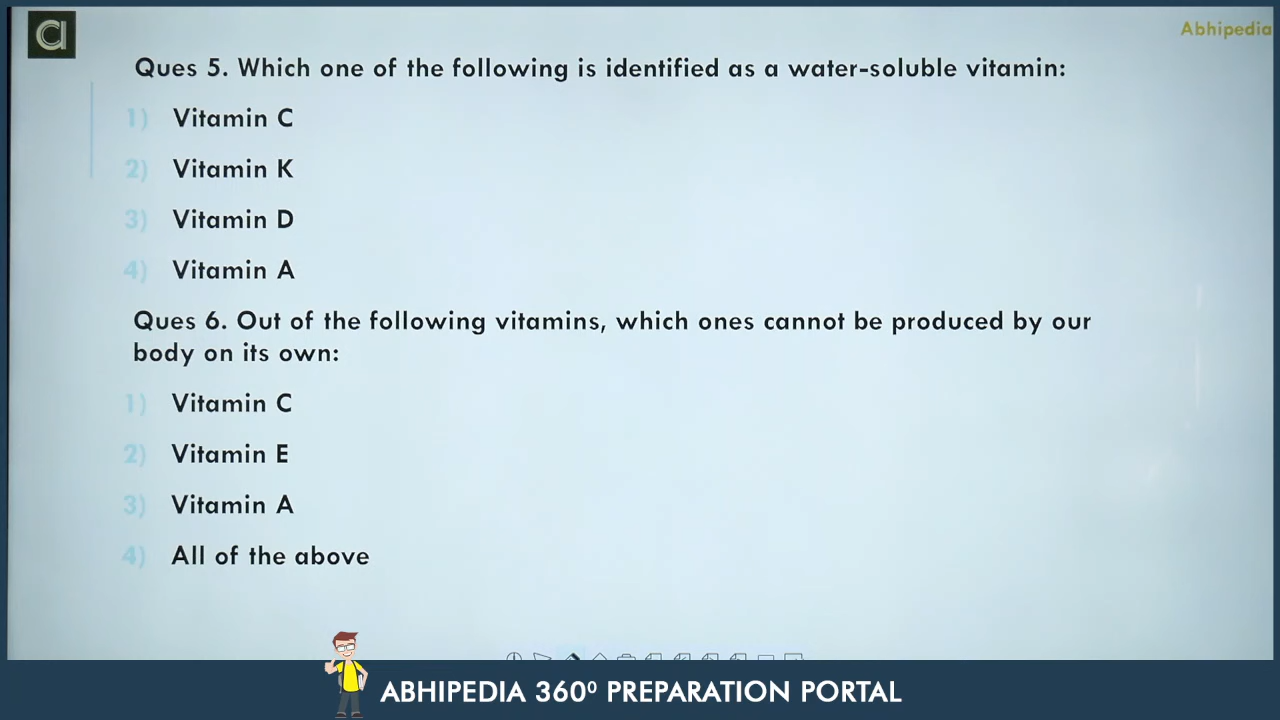 a
Abhipedia
Ques 5. Which one of the following is identified as a water-soluble vitamin:
1) Vitamin C
2) Vitamin K
3) Vitamin D
4) Vitamin A
Ques 6. Out of the following vitamins, which ones cannot be produced by our
body on its own:
1) Vitamin C
2) Vitamin E
3) Vitamin A
4) All of the above
ABHIPEDIA 360⁰ PREPARATION PORTAL